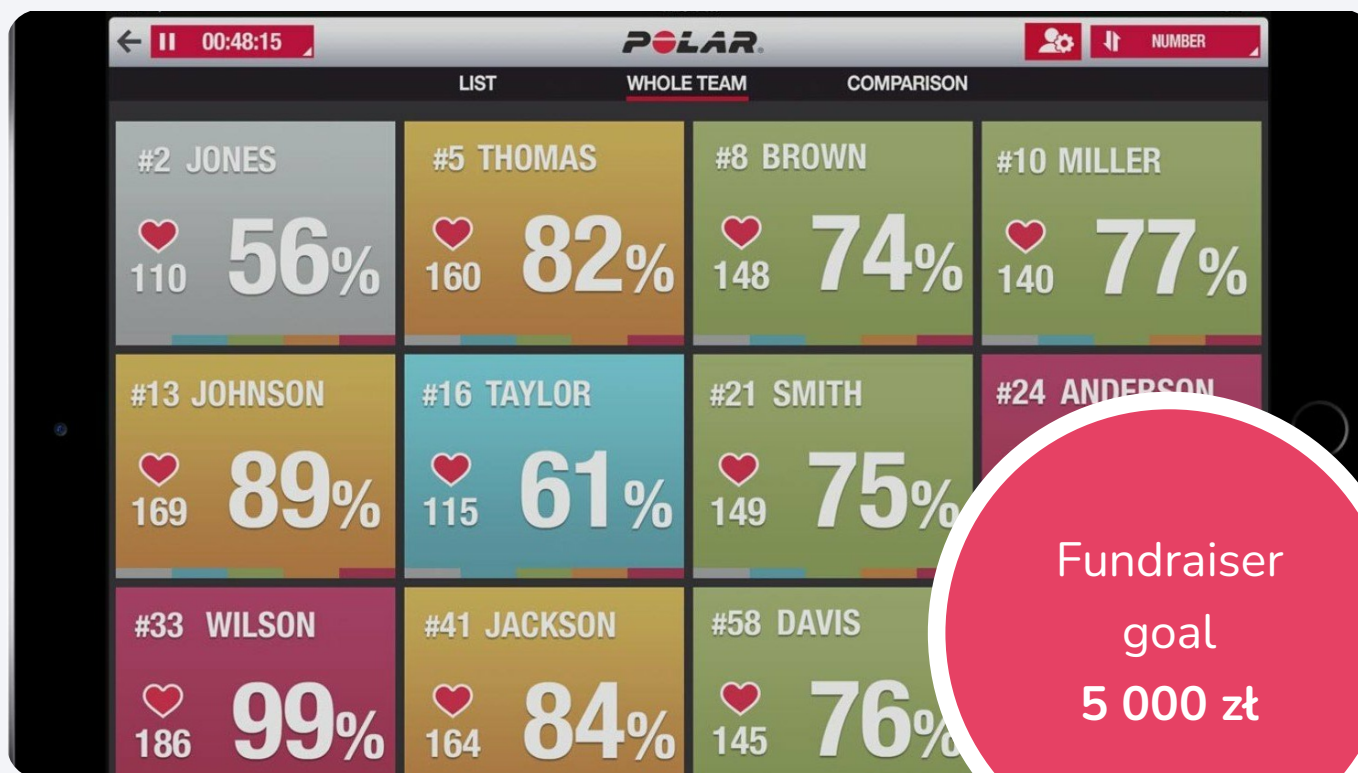 00:48:15
POLAR
NUMBER
LIST WHOLE TEAM COMPARISON
#2 JONES
110 56%
#5 THOMAS
160 82%
#8 BROWN
148 74%
#10 MILLER
140 77%
#13 JOHNSON
169 89%
#16 TAYLOR
115 61%
#21 SMITH
149 75%
#24 ANDERSON
#33 WILSON
186 99%
#41 JACKSON
164 84%
#58 DAVIS
145 76%
Fundraiser
goal
5 000 zł